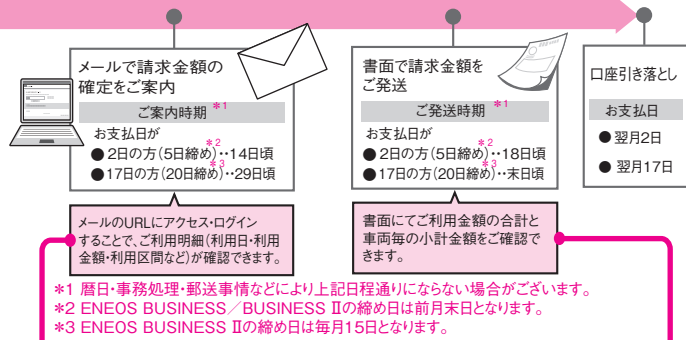 メールで請求金額の
確定をご案内
ご案内時期 *1
お支払日が
●2日の方(5日締め)*2‥14日頃
●17日の方(20日締め)*3‥29日頃
メールのURLにアクセス・ログイン
することで、ご利用明細(利用日・利用
金額・利用区間など)が確認できます。
書面で請求金額を
ご発送
ご発送時期 *1
お支払日が
●2日の方(5日締め)*2‥18日頃
●17日の方(20日締め)*3‥末日頃
書面にてご利用金額の合計と
車両毎の小計金額をご確認で
きます。
口座引き落とし
お支払日
●翌月2日
●翌月17日
*1 暦日・事務処理・郵送事情などにより上記日程通りにならない場合がございます。
*2 ENEOS BUSINESS/BUSINESS Ⅱの締め日は前月末日となります。
*3 ENEOS BUSINESS Ⅱの締め日は毎月15日となります。